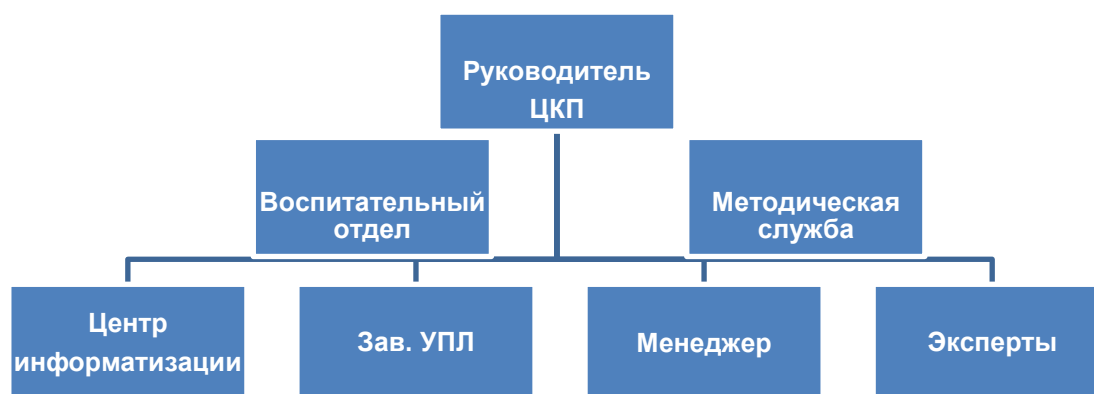 Руководитель
ЦКП
Воспитательный
отдел
Методическая
служба
Центр
информатизации
Зав. УПЛ
Менеджер
Эксперты